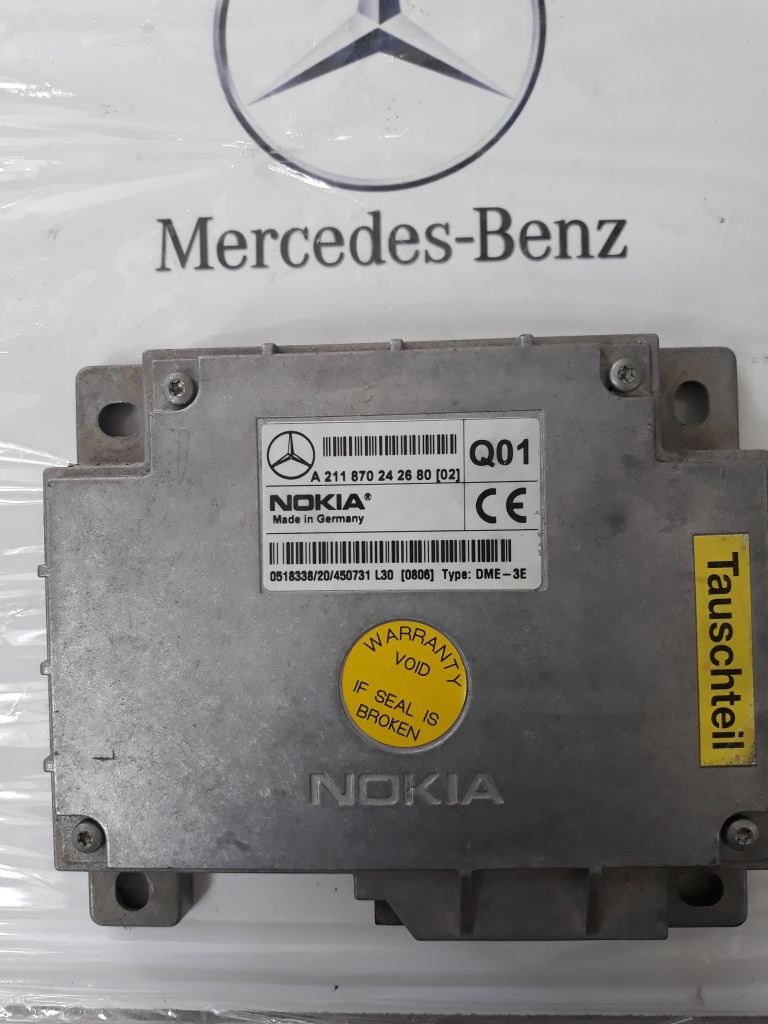 Mercedes-Benz
A 211 870 24 26 80 [02]
Q01
NOKIA®
Made in Germany
CE
0518338/20/450731 L30 [0806] Type: DME-3E
WARRANTY
VOID
IF SEAL IS
BROKEN
Tauschteil
NOKIA